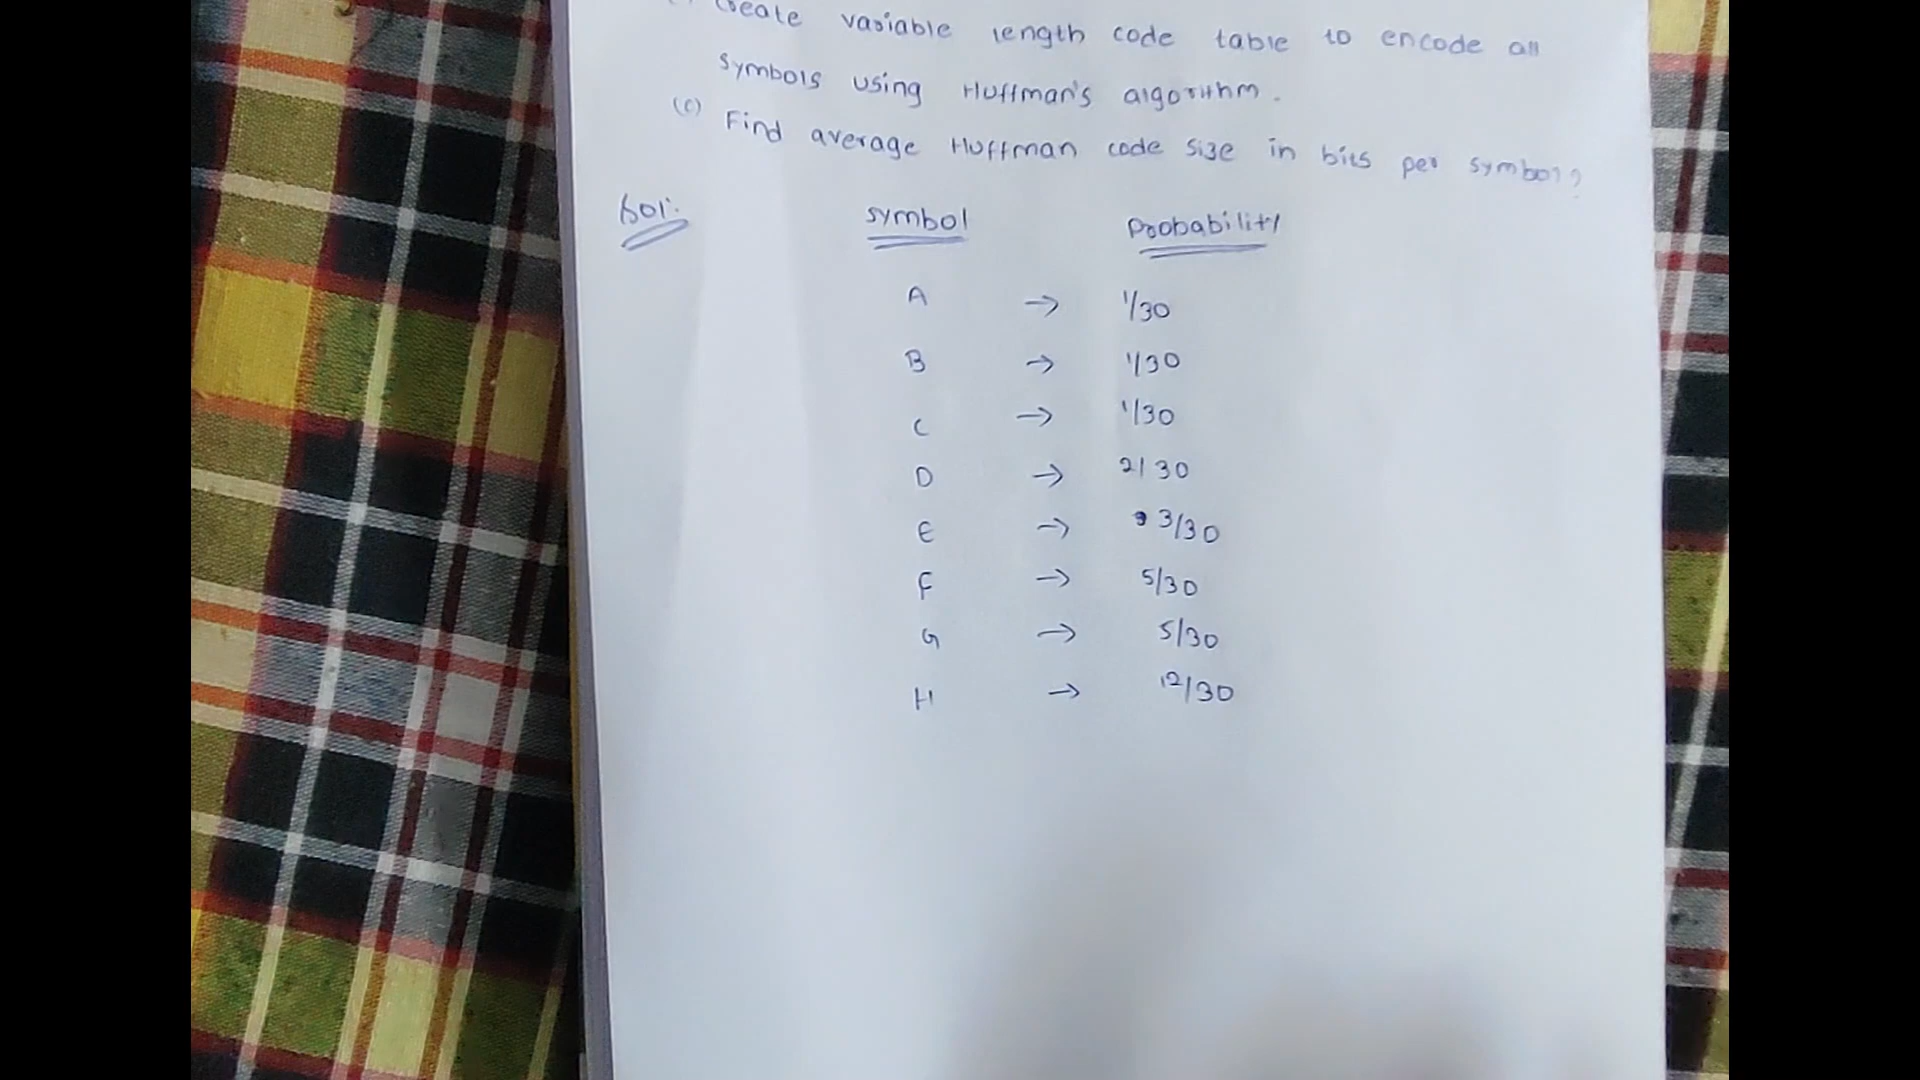 Create variable length code table to encode all
symbols using Huffman's algorithm.
(c) Find average Huffman code size in bits per symbol?
Sol:
symbol Probability
A → 1/30
B → 1/30
C → 1/30
D → 2/30
E → 3/30
F → 5/30
G → 5/30
H → 12/30